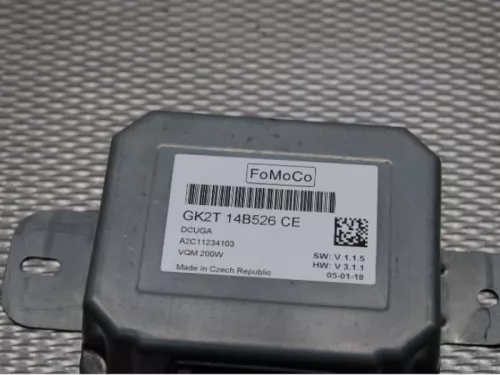 FoMoCo
GK2T 14B526 CE
DCUGA
A2C11234103
VQM 200W
Made in Czech Republic
SW: V 1.1.5
HW: V 3.1.1
05-01-18